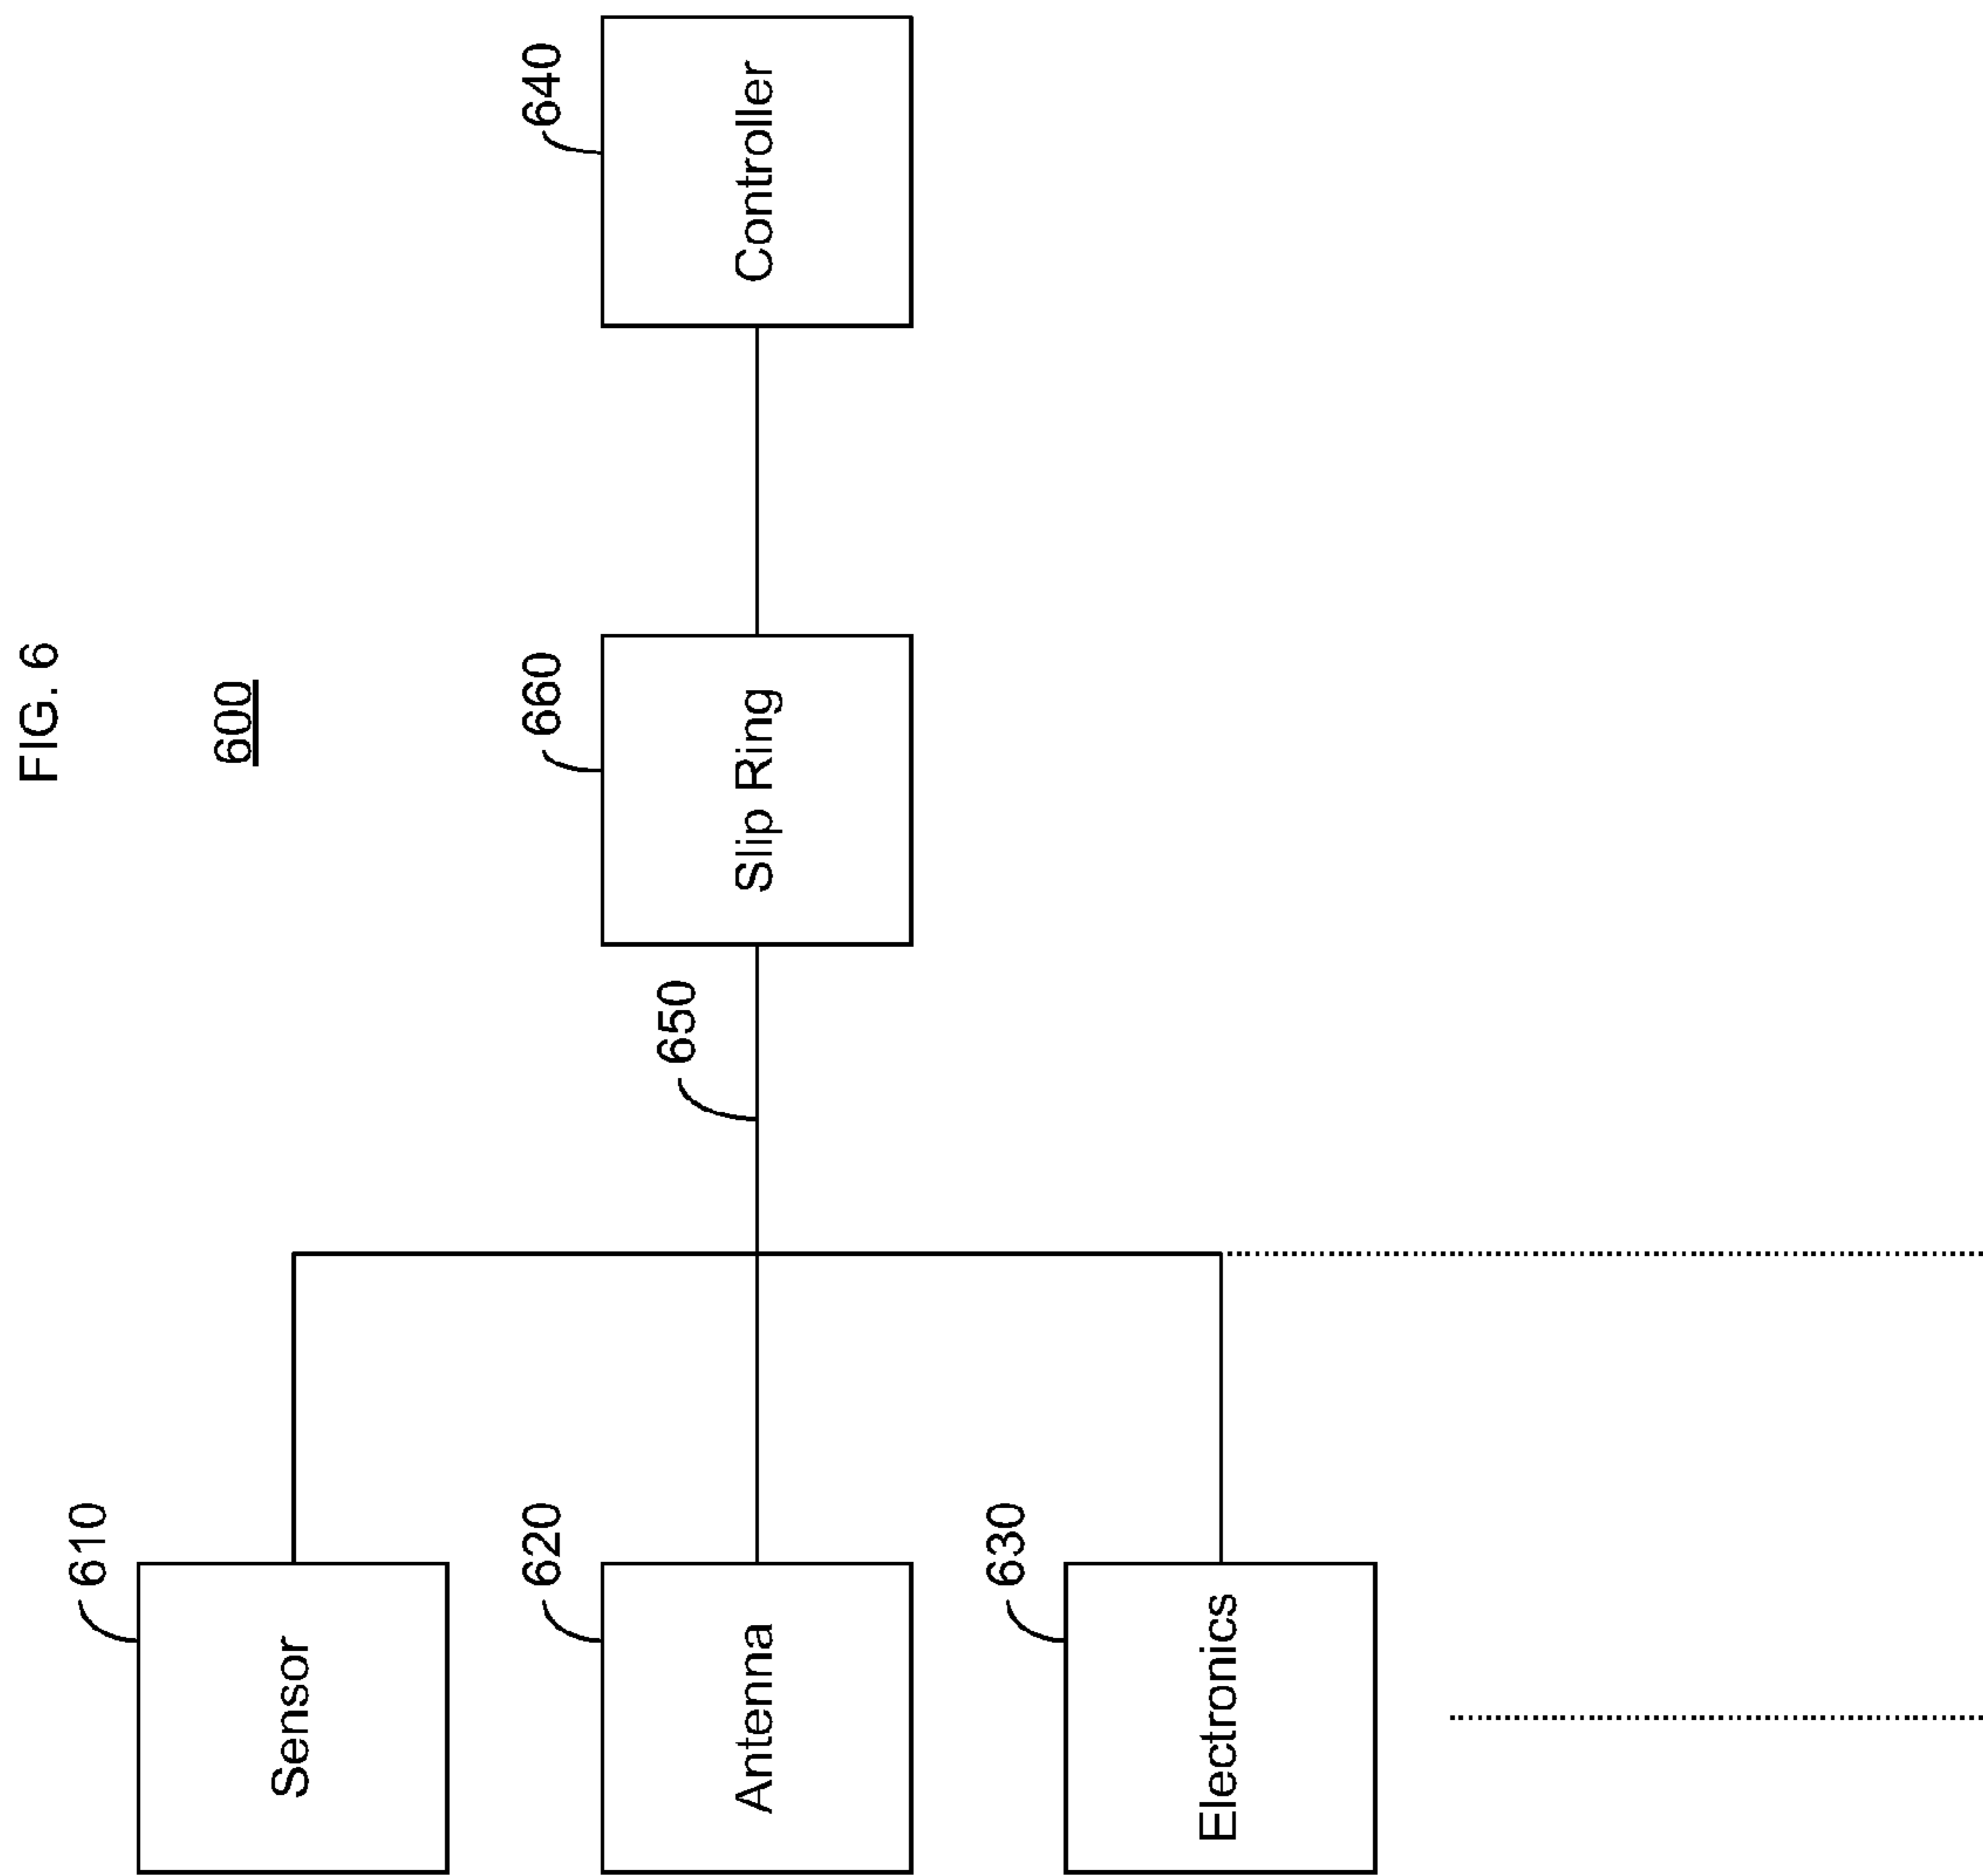 FIG. 6
600
610
Sensor
620
Antenna
630
Electronics
650
660
Slip Ring
640
Controller